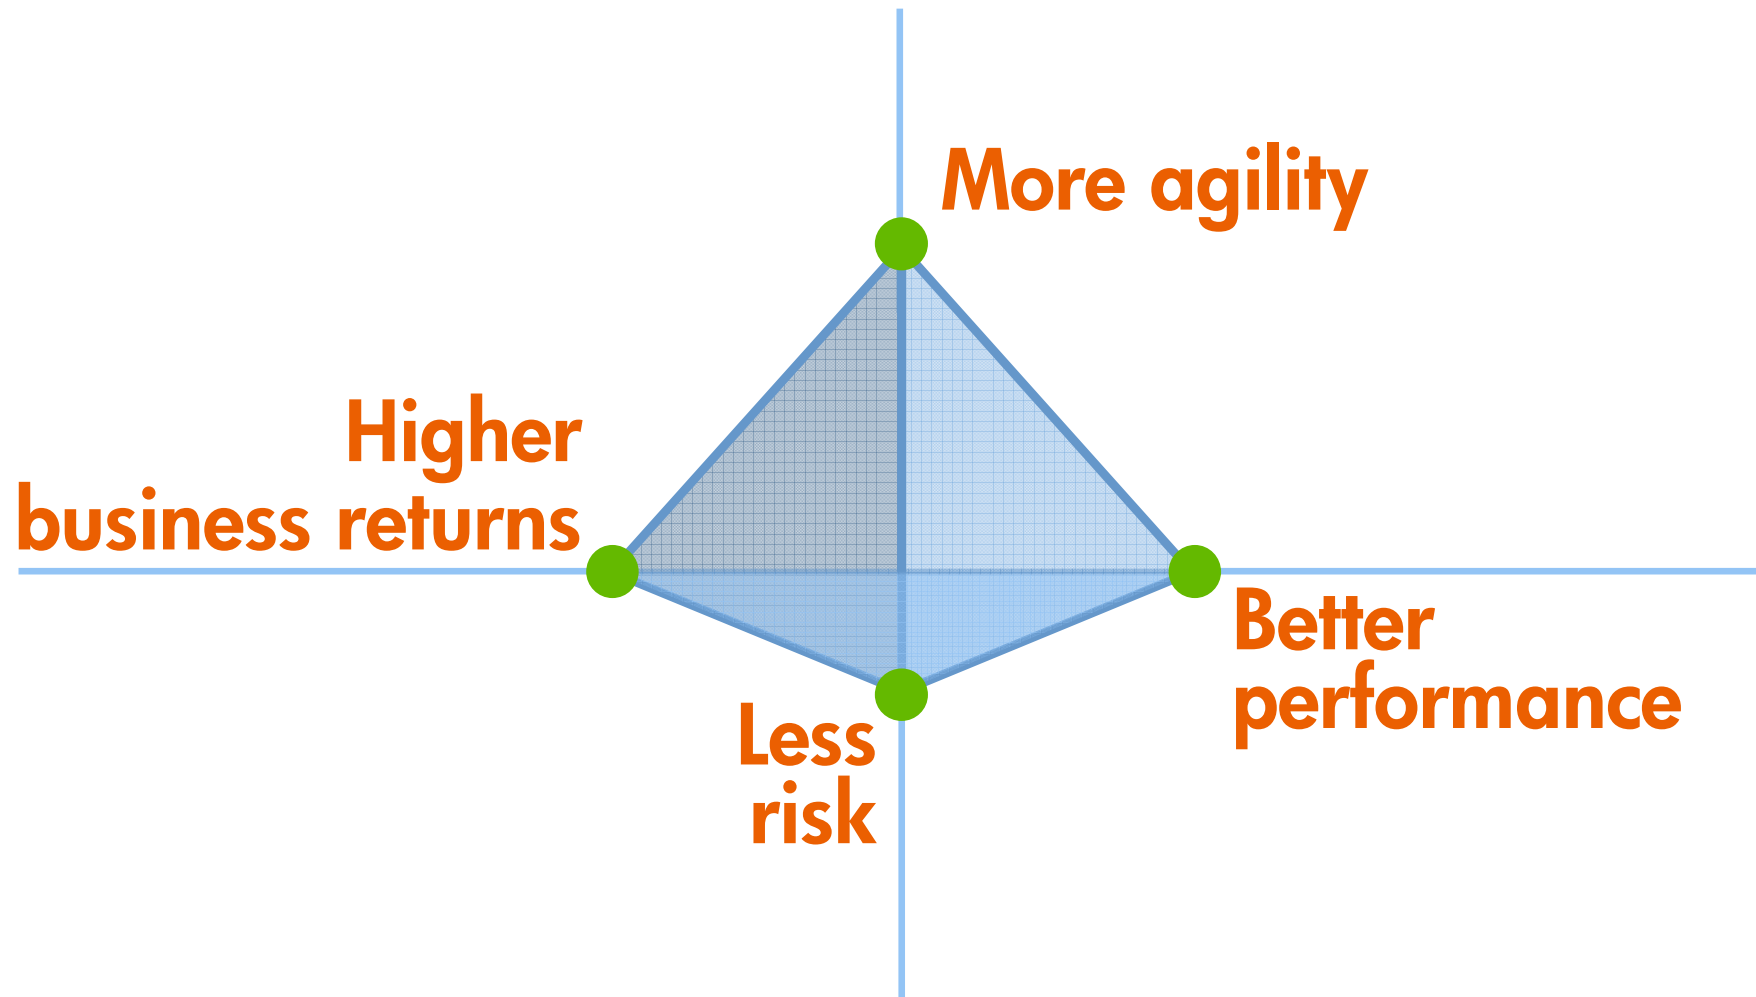 More agility
Higher
business returns
Better
performance
Less
risk